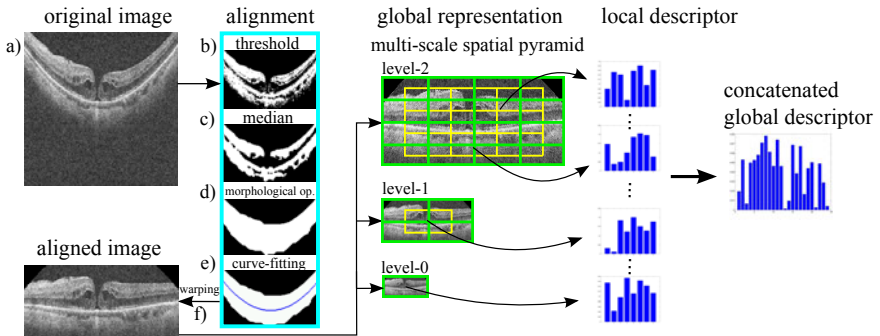 original image
alignment
global representation
local descriptor
a)
b)
threshold
multi-scale spatial pyramid
level-2
c)
median
concatenated
global descriptor
d)
morphological op.
level-1
aligned image
e)
curve-fitting
level-0
warping
f)